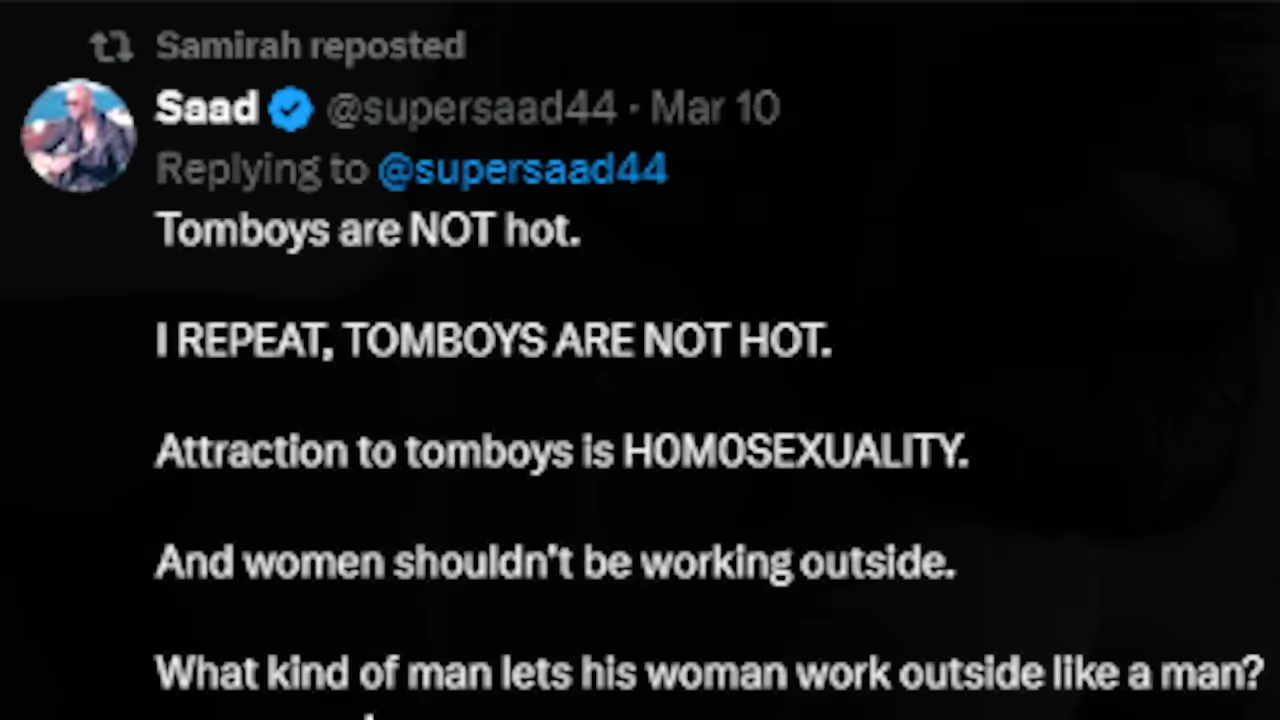 Samirah reposted
Saad @supersaad44 · Mar 10
Replying to @supersaad44
Tomboys are NOT hot.
I REPEAT, TOMBOYS ARE NOT HOT.
Attraction to tomboys is HOMOSEXUALITY.
And women shouldn't be working outside.
What kind of man lets his woman work outside like a man?